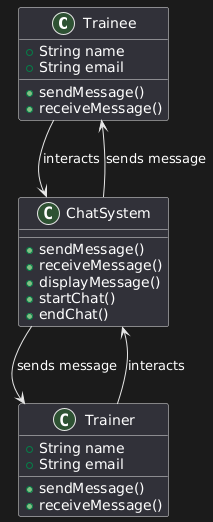 C Trainee
String name
String email
sendMessage()
receiveMessage()
interacts sends message
C ChatSystem
sendMessage()
receiveMessage()
displayMessage()
startChat()
endChat()
sends message interacts
C Trainer
String name
String email
sendMessage()
receiveMessage()